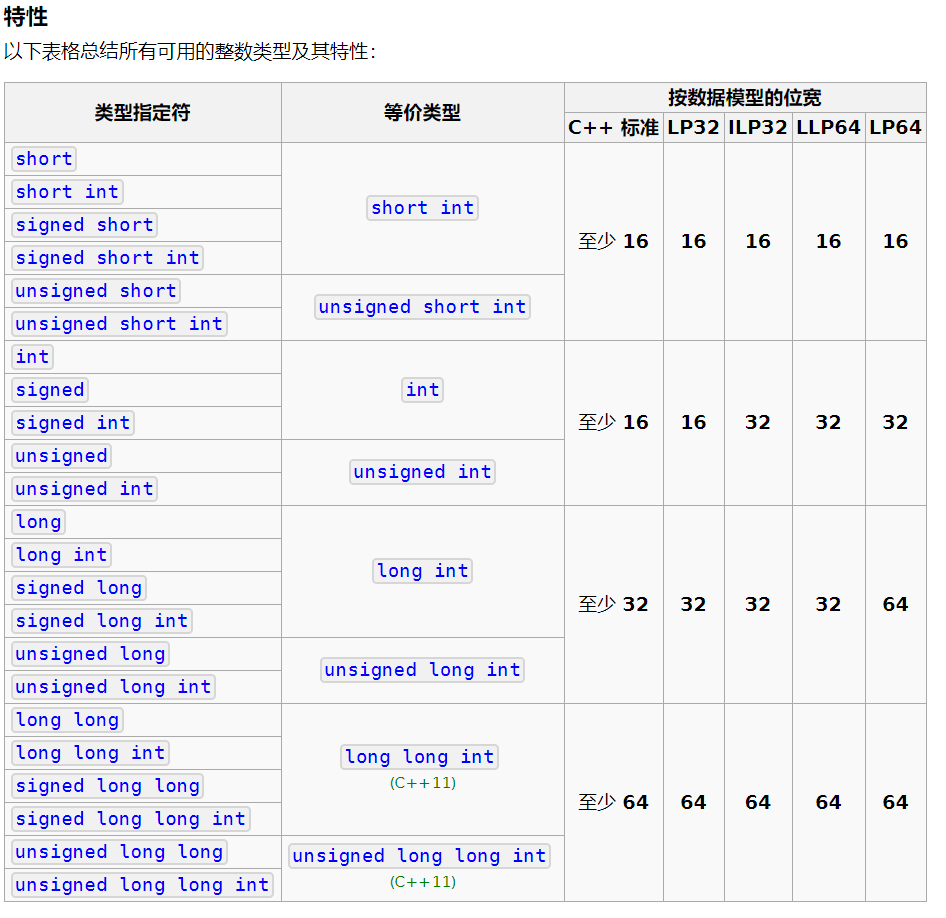 特性
以下表格总结所有可用的整数类型及其特性：
类型指定符 等价类型 按数据模型的位宽
C++ 标准 LP32 ILP32 LLP64 LP64
short
short int
signed short
signed short int
short int
unsigned short
unsigned short int
unsigned short int
至少 16 16 16 16 16
int
signed
signed int
int
unsigned
unsigned int
unsigned int
至少 16 16 32 32 32
long
long int
signed long
signed long int
long int
unsigned long
unsigned long int
unsigned long int
至少 32 32 32 32 64
long long
long long int
signed long long
signed long long int
long long int
(C++11)
unsigned long long
unsigned long long int
unsigned long long int
(C++11)
至少 64 64 64 64 64